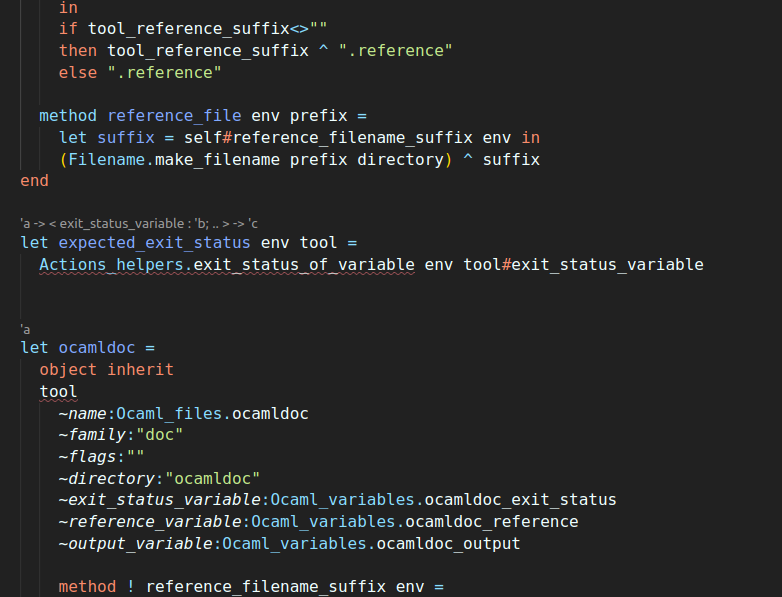 in
if tool_reference_suffix<>""
then tool_reference_suffix ^ ".reference"
else ".reference"
method reference_file env prefix =
let suffix = self#reference_filename_suffix env in
(Filename.make_filename prefix directory) ^ suffix
end
'a -> < exit_status_variable : 'b; .. > -> 'c
let expected_exit_status env tool =
Actions_helpers.exit_status_of_variable env tool#exit_status_variable
'a
let ocamldoc =
object inherit
tool
~name:Ocaml_files.ocamldoc
~family:"doc"
~flags:""
~directory:"ocamldoc"
~exit_status_variable:Ocaml_variables.ocamldoc_exit_status
~reference_variable:Ocaml_variables.ocamldoc_reference
~output_variable:Ocaml_variables.ocamldoc_output
method ! reference_filename_suffix env =